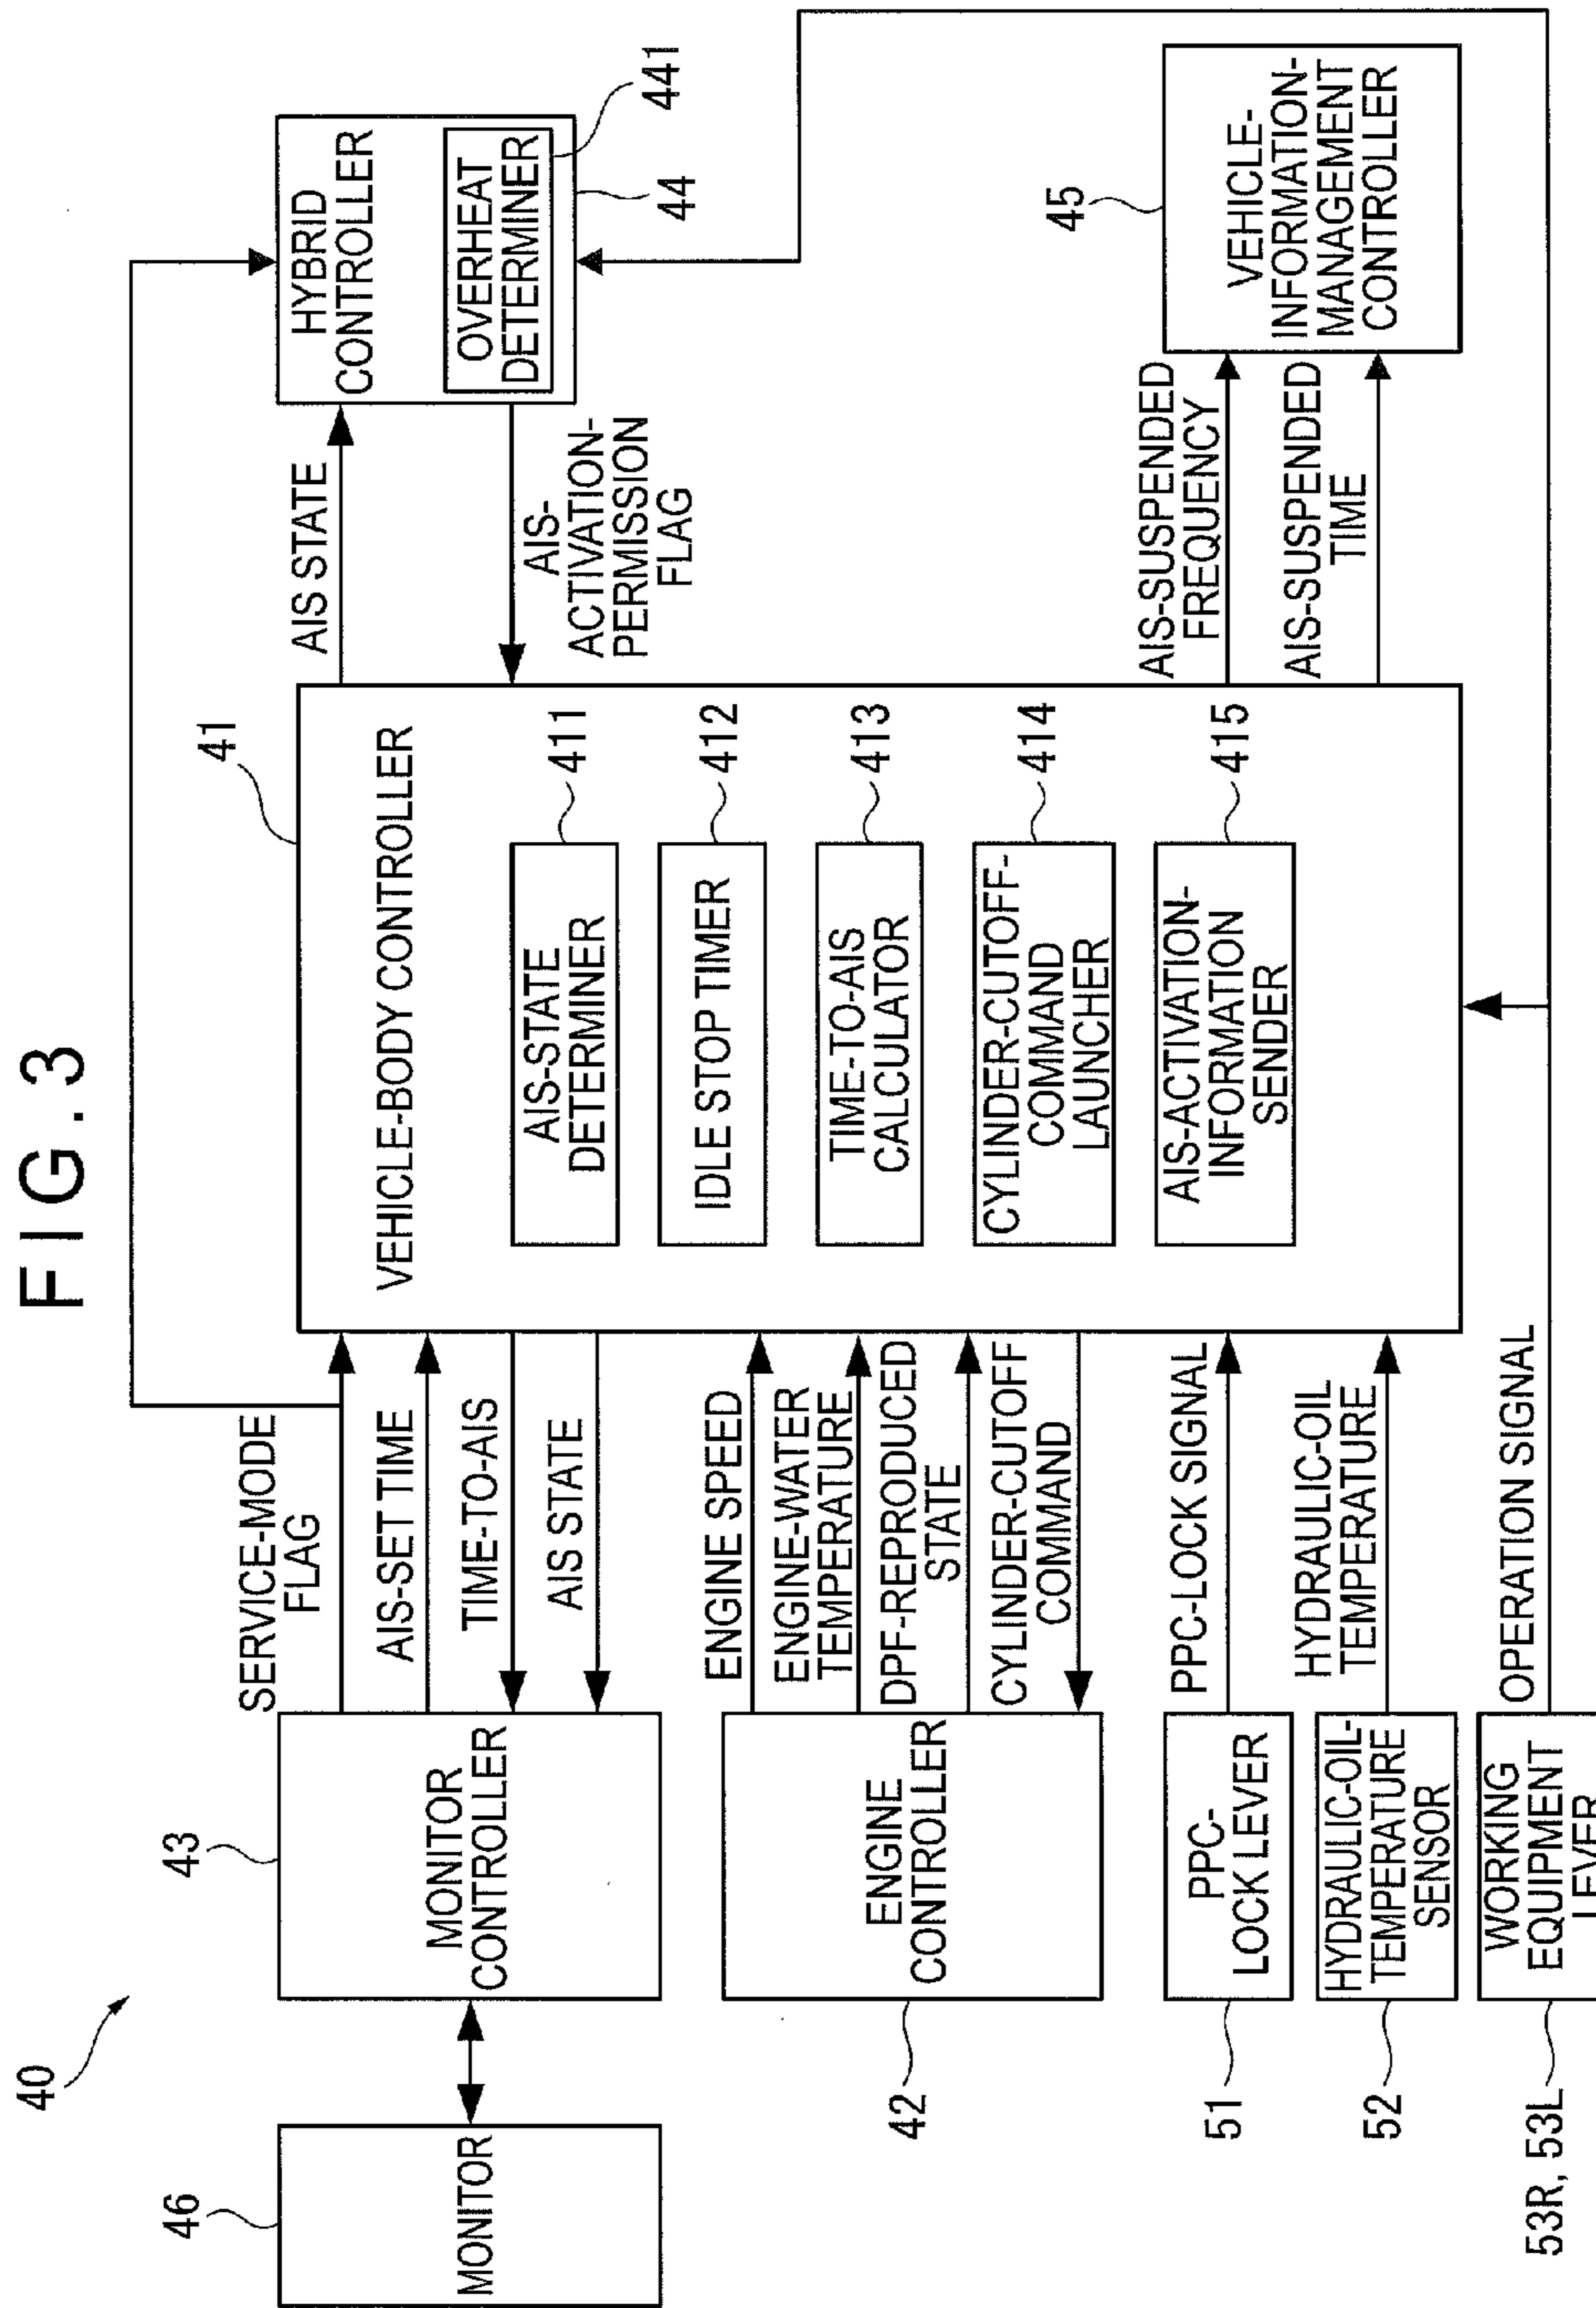 FIG.3
40
46
MONITOR
43
MONITOR
CONTROLLER
SERVICE-MODE
FLAG
AIS-SET TIME
TIME-TO-AIS
AIS STATE
42
ENGINE
CONTROLLER
ENGINE SPEED
ENGINE-WATER
TEMPERATURE
DPF-REPRODUCED
STATE
CYLINDER-CUTOFF
COMMAND
51
PPC-
LOCK LEVER
PPC-LOCK SIGNAL
52
HYDRAULIC-OIL-
TEMPERATURE
SENSOR
HYDRAULIC-OIL
TEMPERATURE
53R, 53L
WORKING
EQUIPMENT
LEVER
OPERATION SIGNAL
41
VEHICLE-BODY CONTROLLER
AIS-STATE
DETERMINER
411
IDLE STOP TIMER
412
TIME-TO-AIS
CALCULATOR
413
CYLINDER-CUTOFF-
COMMAND
LAUNCHER
414
AIS-ACTIVATION-
INFORMATION
SENDER
415
AIS STATE
AIS-
ACTIVATION-
PERMISSION
FLAG
HYBRID
CONTROLLER
OVERHEAT
DETERMINER
441
44
AIS-SUSPENDED
FREQUENCY
AIS-SUSPENDED
TIME
45
VEHICLE-
INFORMATION-
MANAGEMENT
CONTROLLER